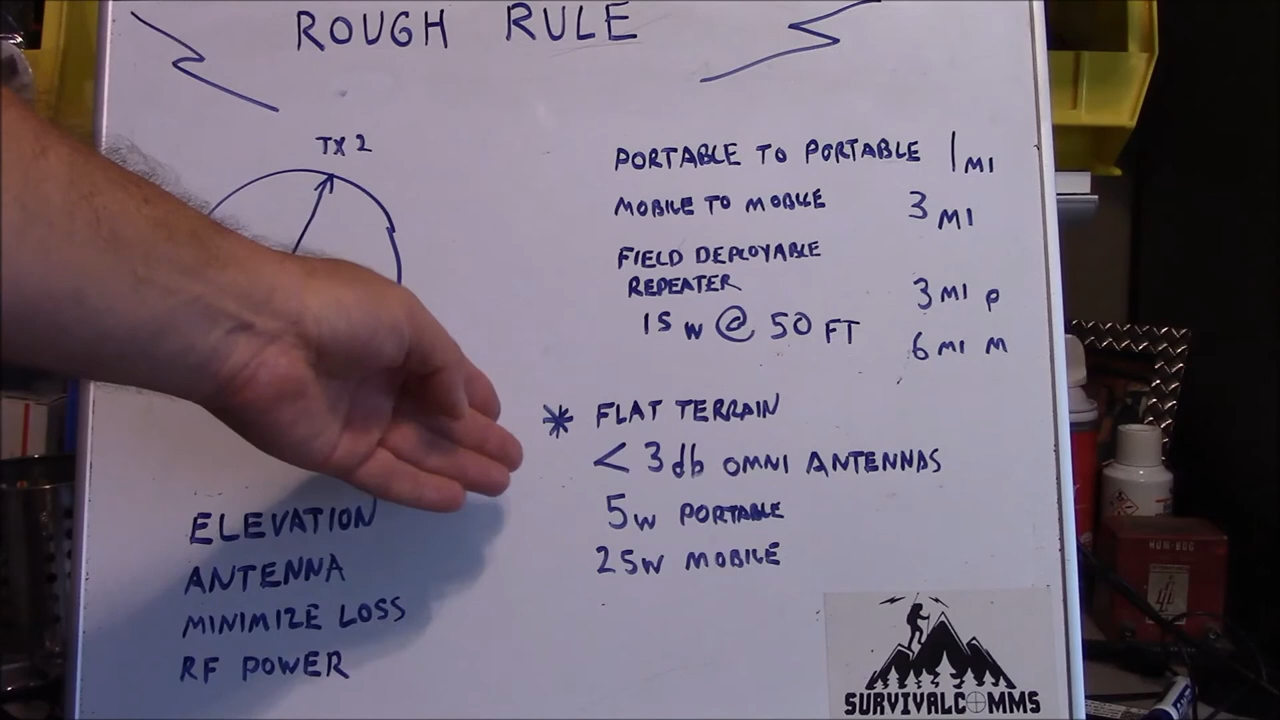 ROUGH RULE
TX 2
PORTABLE TO PORTABLE 1 MI
MOBILE TO MOBILE 3 MI
FIELD DEPLOYABLE
REPEATER 3 MI P
15 W @ 50 FT 6 MI M
* FLAT TERRAIN
< 3 db OMNI ANTENNAS
5W PORTABLE
25W MOBILE
ELEVATION
ANTENNA
MINIMIZE LOSS
RF POWER
SURVIVALCOMMS